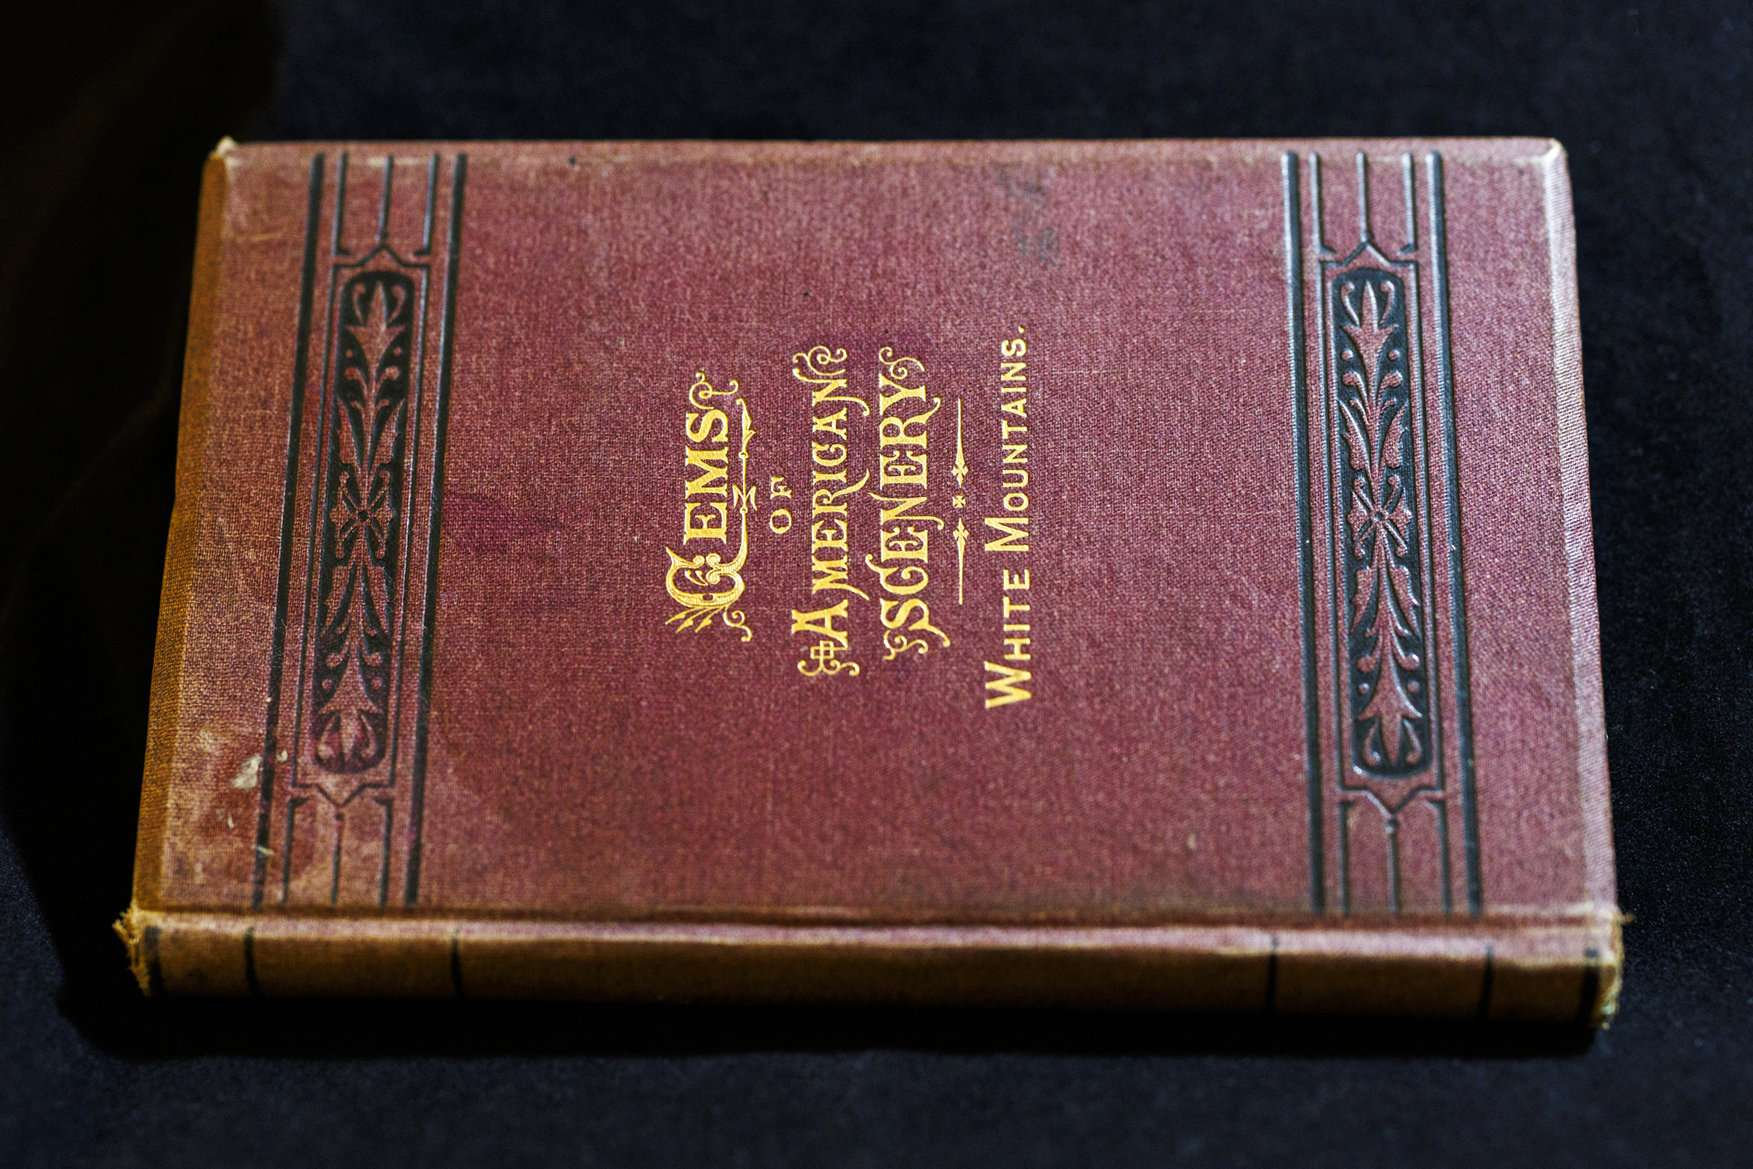 GEMS
OF
AMERICAN
SCENERY
WHITE MOUNTAINS.